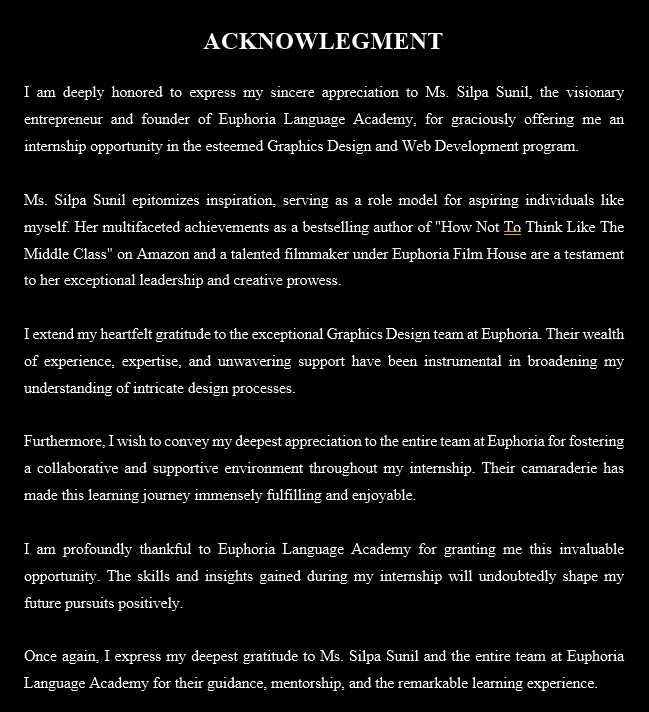 ACKNOWLEGMENT
I am deeply honored to express my sincere appreciation to Ms. Silpa Sunil, the visionary
entrepreneur and founder of Euphoria Language Academy, for graciously offering me an
internship opportunity in the esteemed Graphics Design and Web Development program.
Ms. Silpa Sunil epitomizes inspiration, serving as a role model for aspiring individuals like
myself. Her multifaceted achievements as a bestselling author of "How Not To Think Like The
Middle Class" on Amazon and a talented filmmaker under Euphoria Film House are a testament
to her exceptional leadership and creative prowess.
I extend my heartfelt gratitude to the exceptional Graphics Design team at Euphoria. Their wealth
of experience, expertise, and unwavering support have been instrumental in broadening my
understanding of intricate design processes.
Furthermore, I wish to convey my deepest appreciation to the entire team at Euphoria for fostering
a collaborative and supportive environment throughout my internship. Their camaraderie has
made this learning journey immensely fulfilling and enjoyable.
I am profoundly thankful to Euphoria Language Academy for granting me this invaluable
opportunity. The skills and insights gained during my internship will undoubtedly shape my
future pursuits positively.
Once again, I express my deepest gratitude to Ms. Silpa Sunil and the entire team at Euphoria
Language Academy for their guidance, mentorship, and the remarkable learning experience.